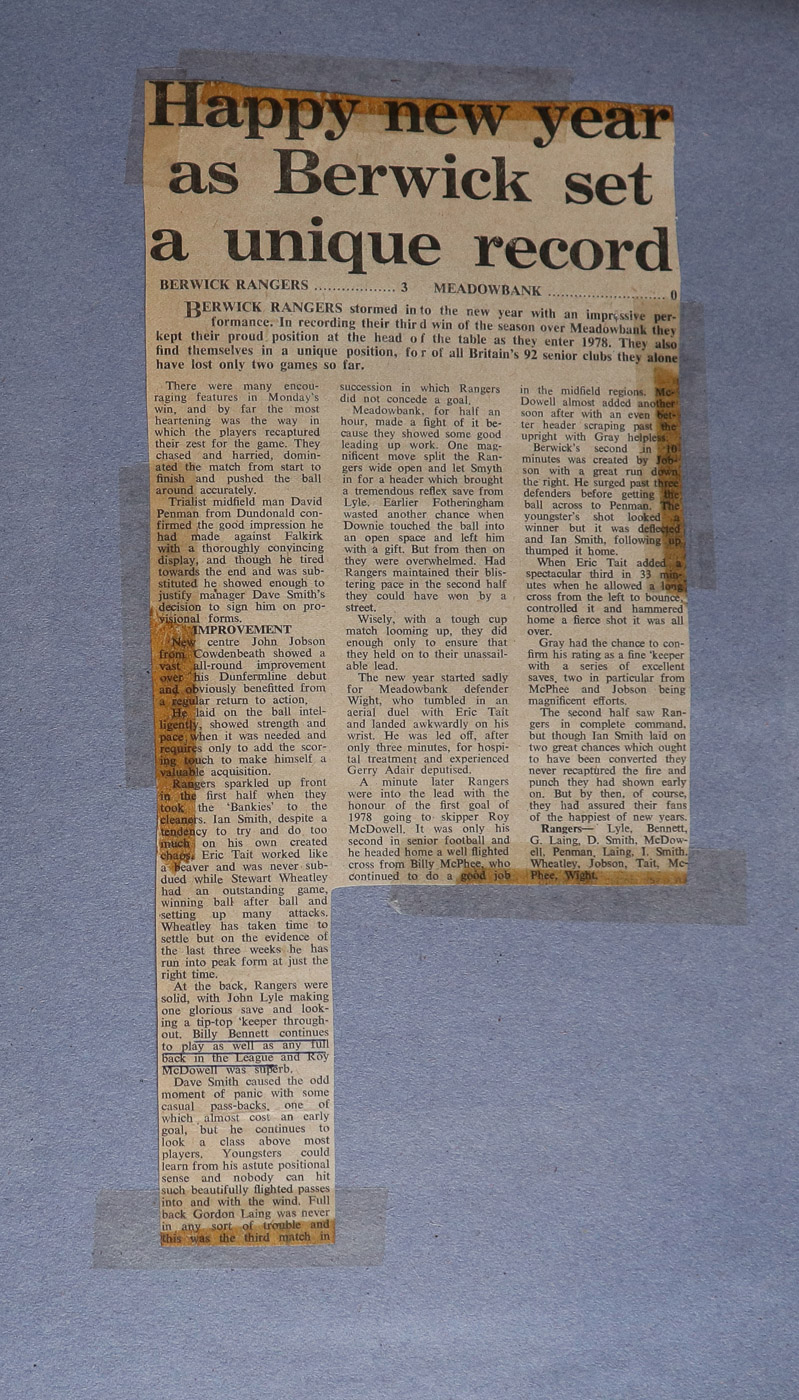 Happy new year
as Berwick set
a unique record
BERWICK RANGERS .................. 3 MEADOWBANK .......................... 0
BERWICK RANGERS stormed into the new year with an impressive per-
formance. In recording their third win of the season over Meadowbank they
kept their proud position at the head of the table as they enter 1978. They also
find themselves in a unique position, for of all Britain's 92 senior clubs they alone
have lost only two games so far.
There were many encou-
raging features in Monday's
win, and by far the most
heartening was the way in
which the players recaptured
their zest for the game. They
chased and harried, domin-
ated the match from start to
finish and pushed the ball
around accurately.
Trialist midfield man David
Penman from Dundonald con-
firmed the good impression he
had made against Falkirk
with a thoroughly convincing
display, and though he tired
towards the end and was sub-
stituted he showed enough to
justify manager Dave Smith's
decision to sign him on pro-
visional forms.
IMPROVEMENT
New centre John Jobson
from Cowdenbeath showed a
vast all-round improvement
over his Dunfermline debut
and obviously benefitted from
a regular return to action.
He laid on the ball intel-
ligently, showed strength and
pace when it was needed and
requires only to add the scor-
ing touch to make himself a
valuable acquisition.
Rangers sparkled up front
in the first half when they
took the 'Bankies' to the
cleaners. Ian Smith, despite a
tendency to try and do too
much on his own created
chaos, Eric Tait worked like
a beaver and was never sub-
dued while Stewart Wheatley
had an outstanding game,
winning ball after ball and
setting up many attacks.
Wheatley has taken time to
settle but on the evidence of
the last three weeks he has
run into peak form at just the
right time.
At the back, Rangers were
solid, with John Lyle making
one glorious save and look-
ing a tip-top 'keeper through-
out. Billy Bennett continues
to play as well as any full
back in the League and Roy
McDowell was superb.
Dave Smith caused the odd
moment of panic with some
casual pass-backs, one of
which almost cost an early
goal, but he continues to
look a class above most
players. Youngsters could
learn from his astute positional
sense and nobody can hit
such beautifully flighted passes
into and with the wind. Full
back Gordon Laing was never
in any sort of trouble and
this was the third match in
succession in which Rangers
did not concede a goal.
Meadowbank, for half an
hour, made a fight of it be-
cause they showed some good
leading up work. One mag-
nificent move split the Ran-
gers wide open and let Smyth
in for a header which brought
a tremendous reflex save from
Lyle. Earlier Fotheringham
wasted another chance when
Downie touched the ball into
an open space and left him
with a gift. But from then on
they were overwhelmed. Had
Rangers maintained their blis-
tering pace in the second half
they could have won by a
street.
Wisely, with a tough cup
match looming up, they did
enough only to ensure that
they held on to their unassail-
able lead.
The new year started sadly
for Meadowbank defender
Wight, who tumbled in an
aerial duel with Eric Tait
and landed awkwardly on his
wrist. He was led off, after
only three minutes, for hospi-
tal treatment and experienced
Gerry Adair deputised.
A minute later Rangers
were into the lead with the
honour of the first goal of
1978 going to skipper Roy
McDowell. It was only his
second in senior football and
he headed home a well flighted
cross from Billy McPhee, who
continued to do a good job
in the midfield regions. Mc-
Dowell almost added another
soon after with an even bet-
ter header scraping past the
upright with Gray helpless.
Berwick's second in 10
minutes was created by Job-
son with a great run down
the right. He surged past three
defenders before getting the
ball across to Penman. The
youngster's shot looked a
winner but it was deflected
and Ian Smith, following up,
thumped it home.
When Eric Tait added a
spectacular third in 33 min-
utes when he allowed a long
cross from the left to bounce,
controlled it and hammered
home a fierce shot it was all
over.
Gray had the chance to con-
firm his rating as a fine 'keeper
with a series of excellent
saves, two in particular from
McPhee and Jobson being
magnificent efforts.
The second half saw Ran-
gers in complete command,
but though Ian Smith laid on
two great chances which ought
to have been converted they
never recaptured the fire and
punch they had shown early
on. But by then, of course,
they had assured their fans
of the happiest of new years.
Rangers— Lyle, Bennett,
G. Laing, D. Smith, McDow-
ell, Penman, Laing, I. Smith,
Wheatley, Jobson, Tait, Mc-
Phee, Wight.